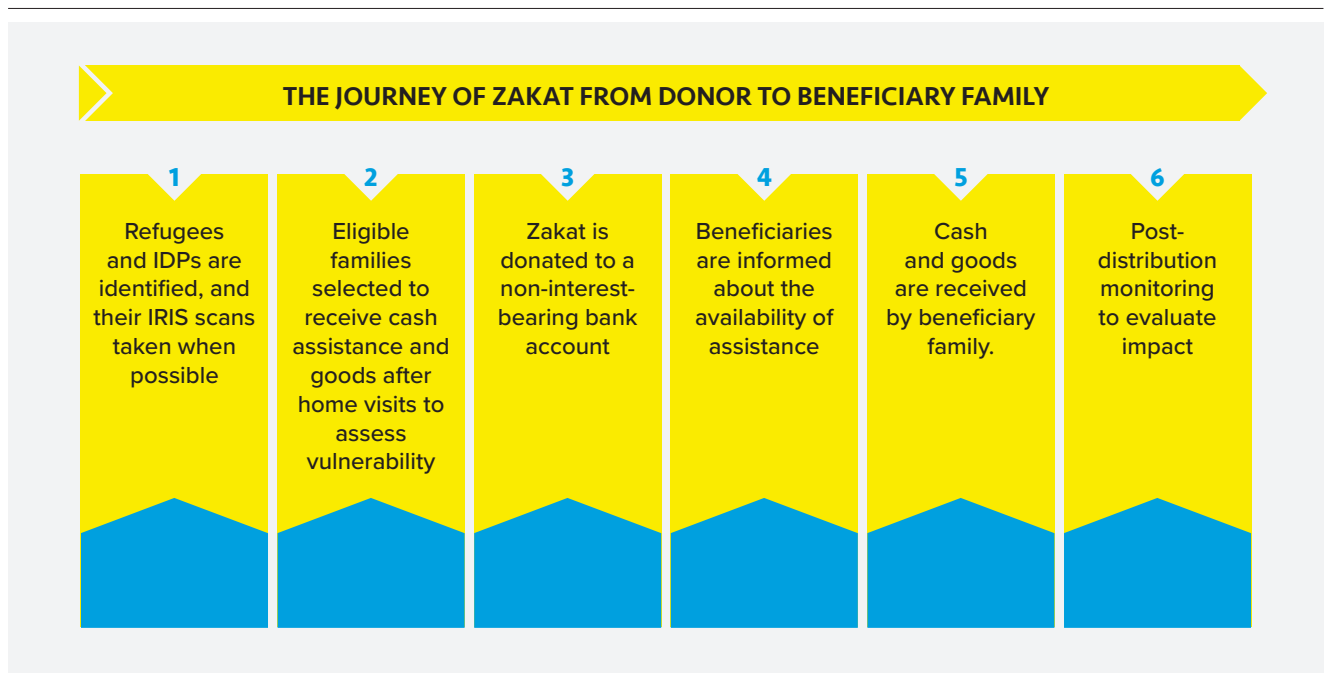 THE JOURNEY OF ZAKAT FROM DONOR TO BENEFICIARY FAMILY
1
Refugees
and IDPs are
identified, and
their IRIS scans
taken when
possible
2
Eligible
families
selected to
receive cash
assistance and
goods after
home visits to
assess
vulnerability
3
Zakat is
donated to a
non-interest-
bearing bank
account
4
Beneficiaries
are informed
about the
availability of
assistance
5
Cash
and goods
are received
by beneficiary
family.
6
Post-
distribution
monitoring
to evaluate
impact